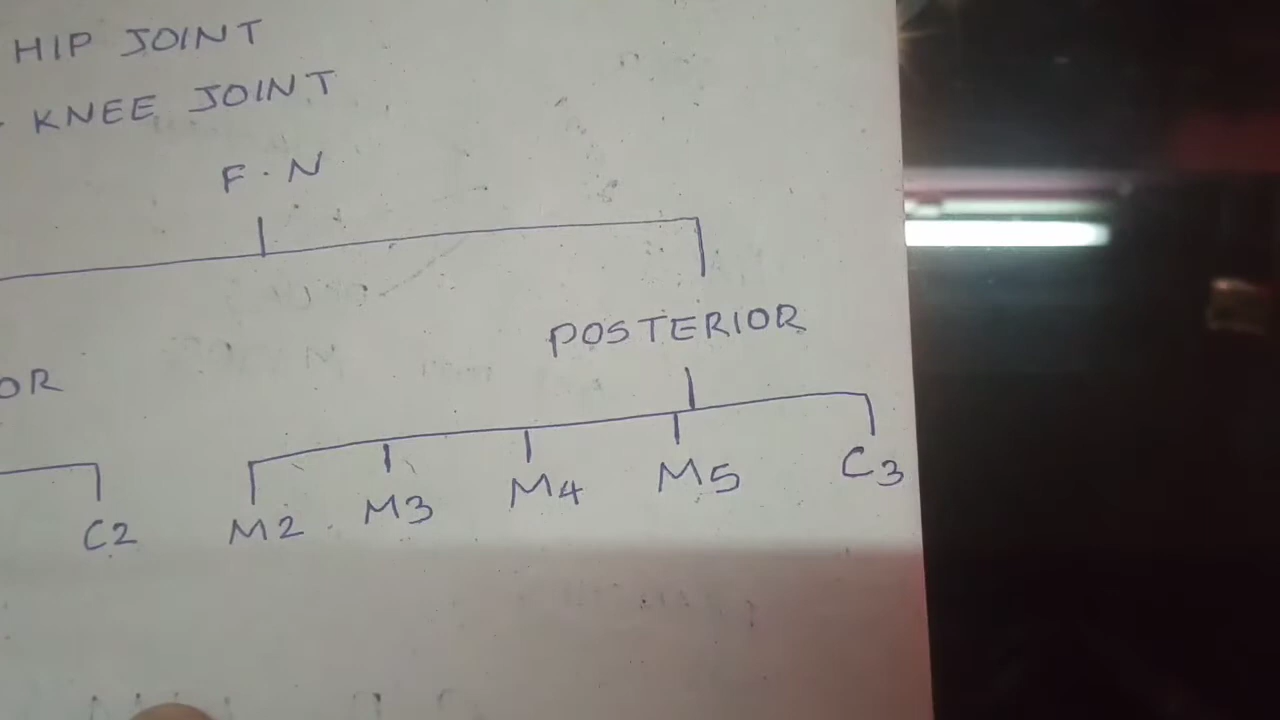 HIP JOINT
- KNEE JOINT
F.N
POSTERIOR
OR
C2 M2 M3 M4 M5 C3